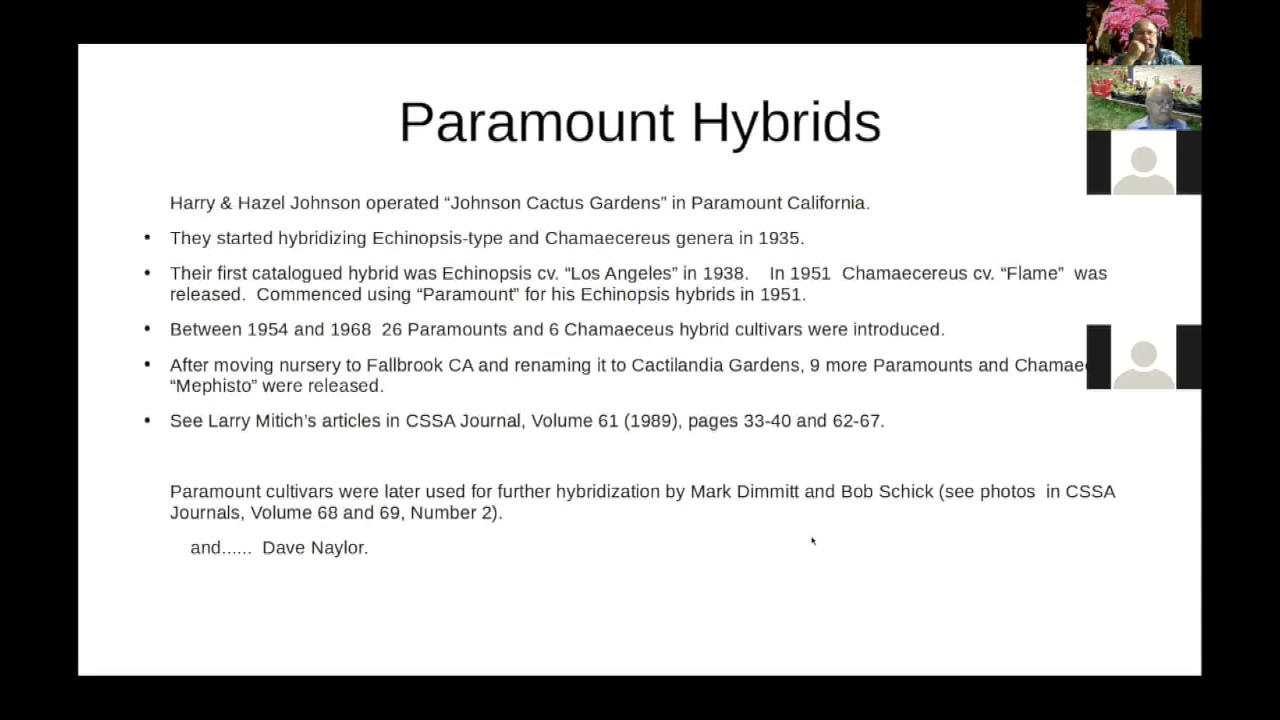 Paramount Hybrids
Harry & Hazel Johnson operated “Johnson Cactus Gardens” in Paramount California.
• They started hybridizing Echinopsis-type and Chamaecereus genera in 1935.
• Their first catalogued hybrid was Echinopsis cv. “Los Angeles” in 1938. In 1951 Chamaecereus cv. “Flame” was
released. Commenced using “Paramount” for his Echinopsis hybrids in 1951.
• Between 1954 and 1968 26 Paramounts and 6 Chamaeceus hybrid cultivars were introduced.
• After moving nursery to Fallbrook CA and renaming it to Cactilandia Gardens, 9 more Paramounts and Chamae
“Mephisto” were released.
• See Larry Mitich’s articles in CSSA Journal, Volume 61 (1989), pages 33-40 and 62-67.
Paramount cultivars were later used for further hybridization by Mark Dimmitt and Bob Schick (see photos in CSSA
Journals, Volume 68 and 69, Number 2).
and...... Dave Naylor.